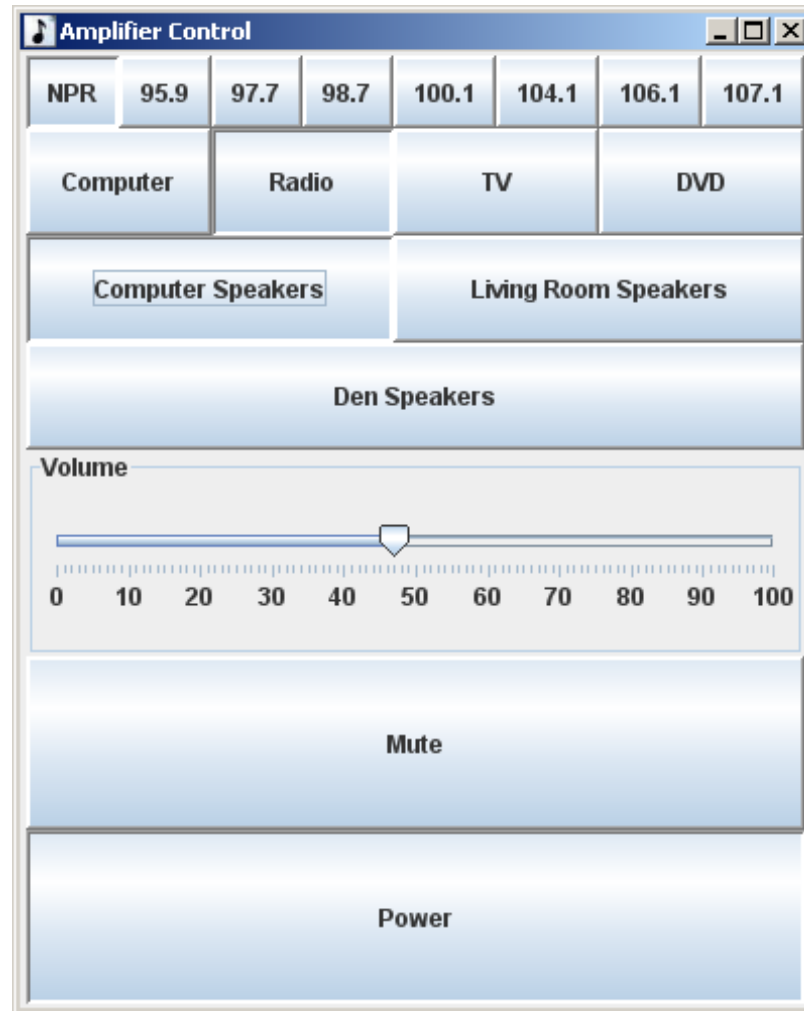 Amplifier Control
NPR 95.9 97.7 98.7 100.1 104.1 106.1 107.1
Computer Radio TV DVD
Computer Speakers Living Room Speakers
Den Speakers
Volume
0 10 20 30 40 50 60 70 80 90 100
Mute
Power